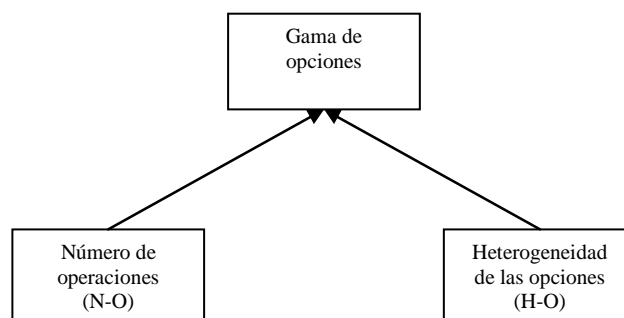 Gama de
opciones
Número de
operaciones
(N-O)
Heterogeneidad
de las opciones
(H-O)